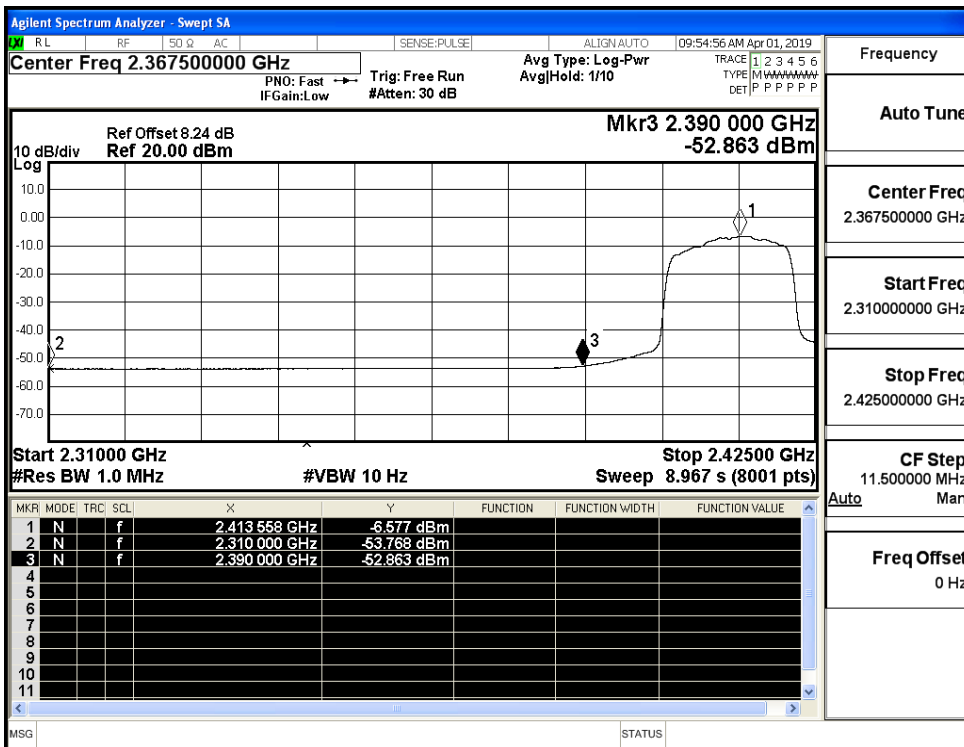 Agilent Spectrum Analyzer - Swept SA
LXI RL RF 50 Ω AC SENSE:PULSE ALIGN AUTO 09:54:56 AM Apr 01, 2019
Center Freq 2.367500000 GHz
PNO: Fast
IFGain:Low
Trig: Free Run
#Atten: 30 dB
Avg Type: Log-Pwr
Avg|Hold: 1/10
TRACE 1 2 3 4 5 6
TYPE M
DET P P P P P P
Ref Offset 8.24 dB
10 dB/div Ref 20.00 dBm
Log
Mkr3 2.390 000 GHz
-52.863 dBm
10.0
0.00
-10.0
-20.0
-30.0
-40.0
-50.0
-60.0
-70.0
1
2
3
Start 2.31000 GHz Stop 2.42500 GHz
#Res BW 1.0 MHz #VBW 10 Hz Sweep 8.967 s (8001 pts)
MKR MODE TRC SCL X Y FUNCTION FUNCTION WIDTH FUNCTION VALUE
1 N f 2.413 558 GHz -6.577 dBm
2 N f 2.310 000 GHz -53.768 dBm
3 N f 2.390 000 GHz -52.863 dBm
4
5
6
7
8
9
10
11
MSG STATUS
Frequency
Auto Tune
Center Freq
2.367500000 GHz
Start Freq
2.310000000 GHz
Stop Freq
2.425000000 GHz
CF Step
11.500000 MHz
Auto Man
Freq Offset
0 Hz